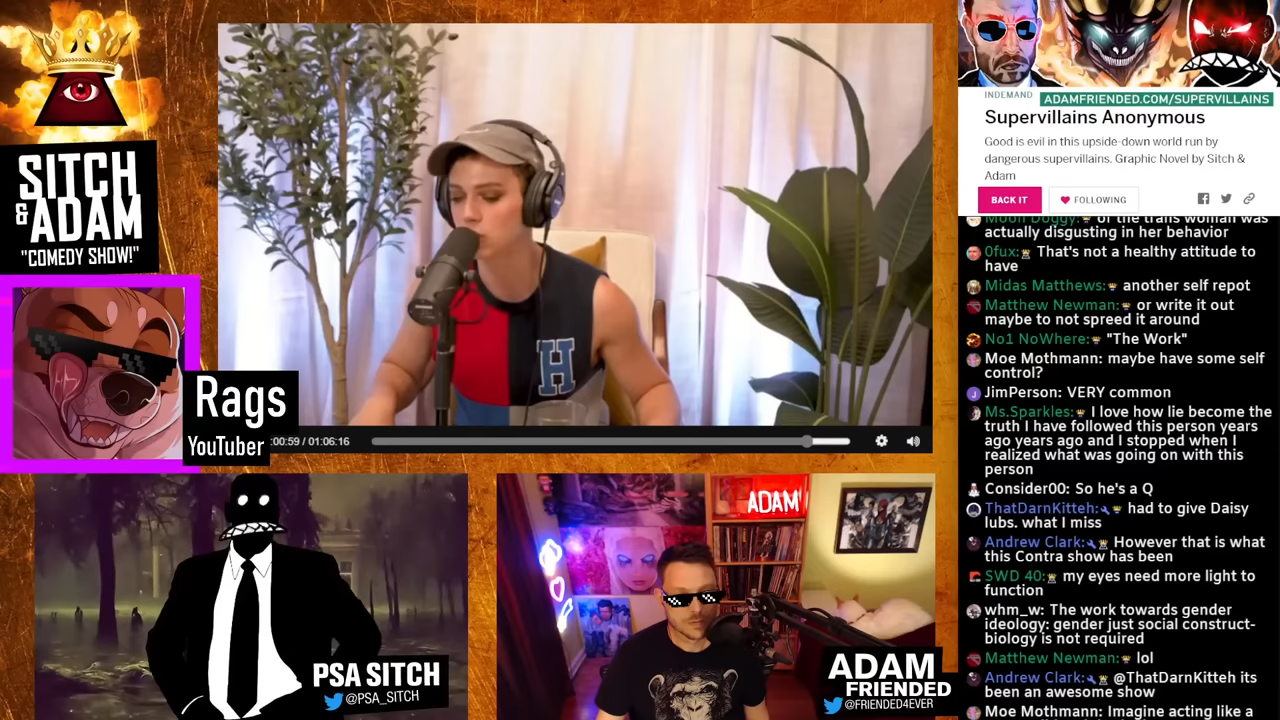 SITCH
& ADAM
"COMEDY SHOW!"
Rags
YouTuber
:00:59 / 01:06:16
H
PSA SITCH
@PSA_SITCH
ADAM
ADAM
FRIENDED
@FRIENDED4EVER
INDEMAND
ADAMFRIENDED.COM/SUPERVILLAINS
Supervillains Anonymous
Good is evil in this upside-down world run by
dangerous supervillains. Graphic Novel by Sitch &
Adam
BACK IT
FOLLOWING
Moon Doggy: of the trans woman was
actually disgusting in her behavior
0fux: That's not a healthy attitude to
have
Midas Matthews: another self repot
Matthew Newman: or write it out
maybe to not spreed it around
No1 NoWhere: "The Work"
Moe Mothmann: maybe have some self
control?
JimPerson: VERY common
Ms.Sparkles: I love how lie become the
truth I have followed this person years
ago years ago and I stopped when I
realized what was going on with this
person
Consider00: So he's a Q
ThatDarnKitteh: had to give Daisy
lubs. what I miss
Andrew Clark: However that is what
this Contra show has been
SWD 40: my eyes need more light to
function
whm_w: The work towards gender
ideology: gender just social construct-
biology is not required
Matthew Newman: lol
Andrew Clark: @ThatDarnKitteh its
been an awesome show
Moe Mothmann: Imagine acting like a